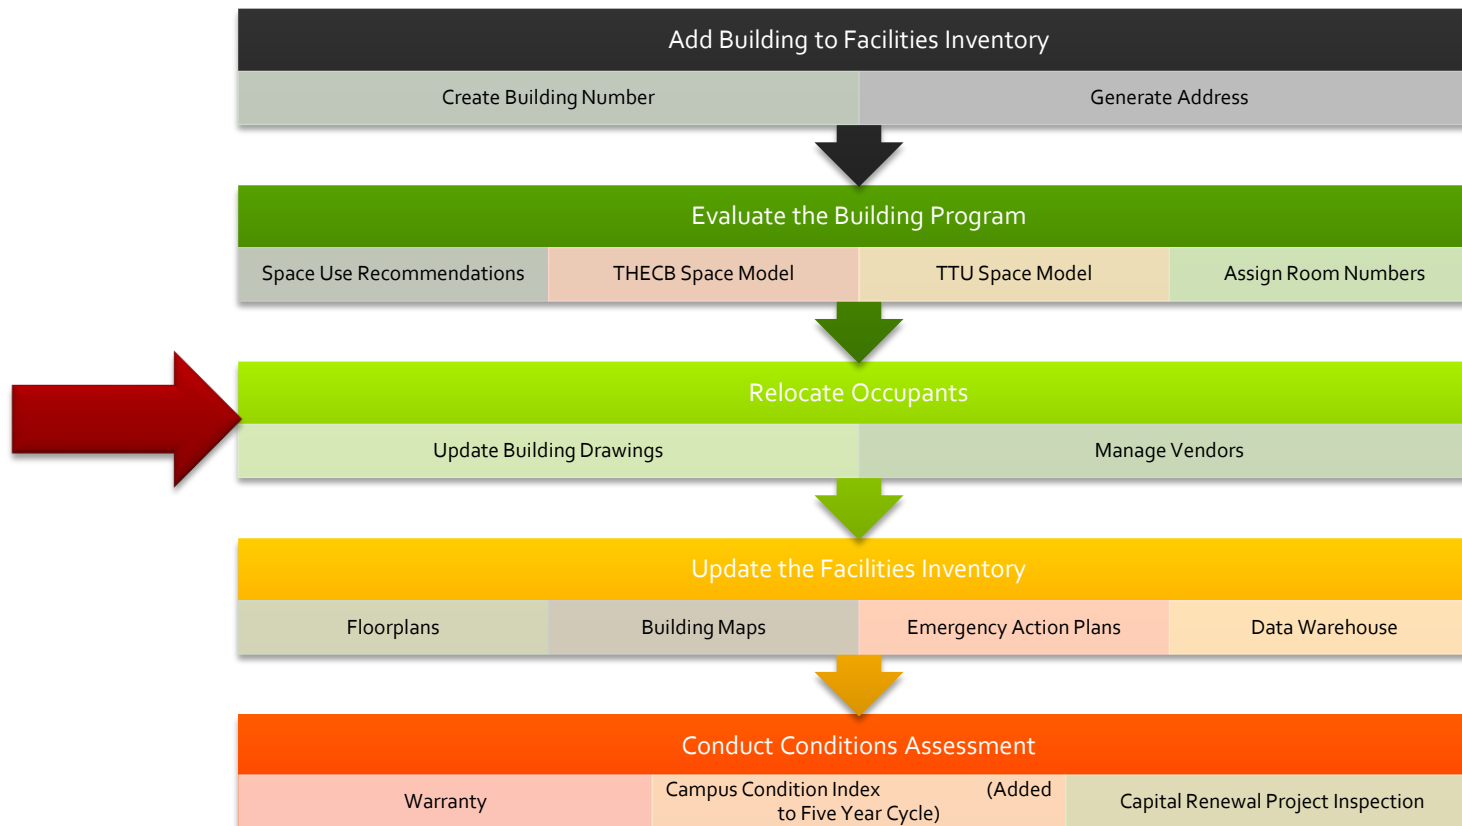 Add Building to Facilities Inventory
Create Building Number
Generate Address
Evaluate the Building Program
Space Use Recommendations
THECB Space Model
TTU Space Model
Assign Room Numbers
Relocate Occupants
Update Building Drawings
Manage Vendors
Update the Facilities Inventory
Floorplans
Building Maps
Emergency Action Plans
Data Warehouse
Conduct Conditions Assessment
Warranty
Campus Condition Index (Added
to Five Year Cycle)
Capital Renewal Project Inspection